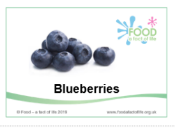 FOOD
a fact of life
Blueberries
© Food – a fact of life 2019
www.foodafactoflife.org.uk